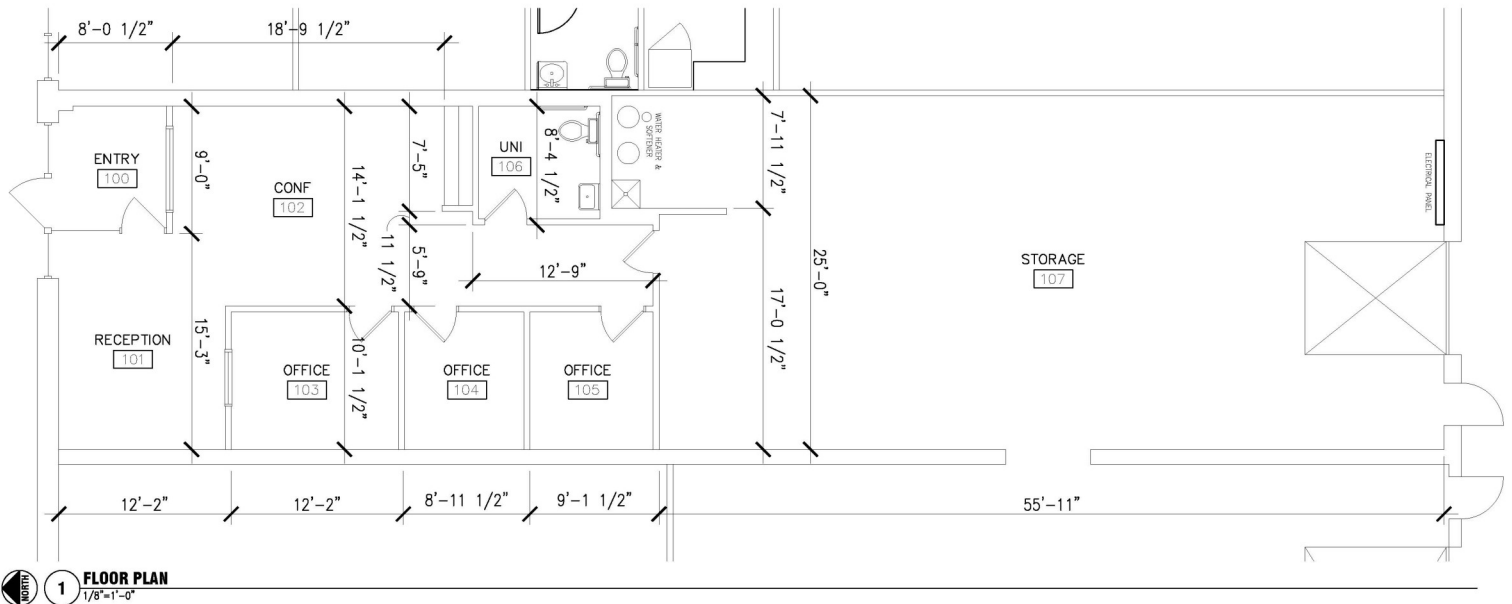 8'-0 1/2"
18'-9 1/2"
ENTRY
100
9'-0"
CONF
102
14'-1 1/2"
7'-5"
11 1/2"
5'-9"
UNI
106
8'-4 1/2"
12'-9"
WATER HEATER &
SOFTENER
7'-11 1/2"
17'-0 1/2"
25'-0"
STORAGE
107
ELECTRICAL PANEL
RECEPTION
101
15'-3"
OFFICE
103
10'-1 1/2"
OFFICE
104
OFFICE
105
12'-2"
12'-2"
8'-11 1/2"
9'-1 1/2"
55'-11"
NORTH
1
FLOOR PLAN
1/8"=1'-0"